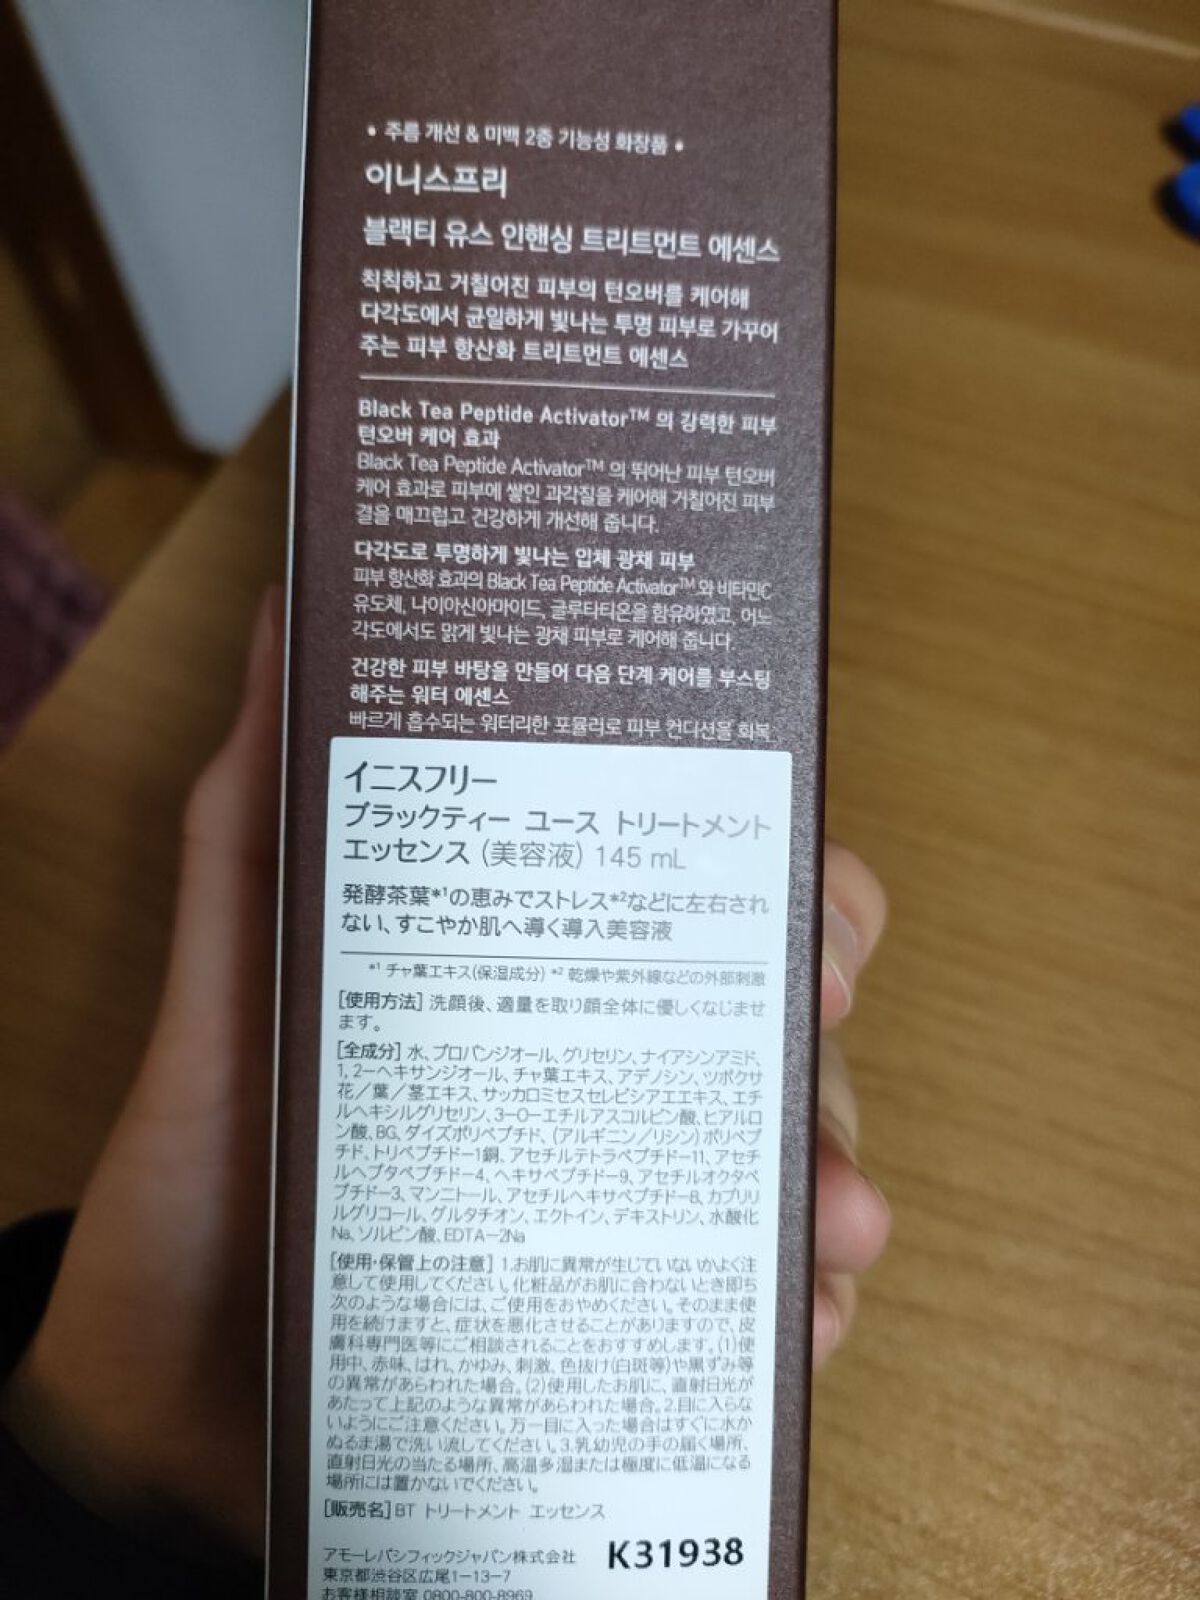 • 주름 개선 & 미백 2중 기능성 화장품 •
이니스프리
블랙티 유스 인핸싱 트리트먼트 에센스
칙칙하고 거칠어진 피부의 턴오버를 케어해
다각도에서 균일하게 빛나는 투명 피부로 가꾸어
주는 피부 항산화 트리트먼트 에센스
Black Tea Peptide Activator™ 의 강력한 피부
턴오버 케어 효과
Black Tea Peptide Activator™ 의 뛰어난 피부 턴오버
케어 효과로 피부에 쌓인 과각질을 케어해 거칠어진 피부
결을 매끄럽고 건강하게 개선해 줍니다.
다각도로 투명하게 빛나는 입체 광채 피부
피부 항산화 효과의 Black Tea Peptide Activator™ 와 비타민C
유도체, 나이아신아마이드, 글루타티온을 함유하였고, 어느
각도에서도 맑게 빛나는 광채 피부로 케어해 줍니다.
건강한 피부 바탕을 만들어 다음 단계 케어를 부스팅
해주는 워터 에센스
빠르게 흡수되는 워터리한 포뮬러로 피부 컨디션을 회복
イニスフリー
ブラックティー ユース トリートメント
エッセンス (美容液) 145 mL
発酵茶葉*¹の恵みでストレス*²などに左右され
ない、すこやか肌へ導く導入美容液
*¹ チャ葉エキス(保湿成分) *² 乾燥や紫外線などの外部刺激
[使用方法] 洗顔後、適量を取り顔全体に優しくなじませ
ます。
[全成分] 水、プロパンジオール、グリセリン、ナイアシンアミド、
1, 2-ヘキサンジオール、チャ葉エキス、アデノシン、ツボクサ
花/葉/茎エキス、サッカロミセスセレビシアエエキス、エチ
ルヘキシルグリセリン、3-O-エチルアスコルビン酸、ヒアルロ
ン酸、BG、ダイズポリペプチド、(アルギニン/リシン)ポリペプ
チド、トリペプチド-1銅、アセチルテトラペプチド-11、アセチ
ルヘプタペプチド-4、ヘキサペプチド-9、アセチルオクタペ
プチド-3、マンニトール、アセチルヘキサペプチド-8、カプリリ
ルグリコール、グルタチオン、エクトイン、デキストリン、水酸化
Na、ソルビン酸、EDTA-2Na
[使用・保管上の注意] 1.お肌に異常が生じていないかよく注
意して使用してください。化粧品がお肌に合わないとき即ち
次のような場合には、ご使用をおやめください。そのまま使
用を続けますと、症状を悪化させることがありますので、皮
膚科専門医等にご相談されることをおすすめします。(1)使
用中、赤味、はれ、かゆみ、刺激、色抜け(白斑等)や黒ずみ等
の異常があらわれた場合。(2)使用したお肌に、直射日光が
あたって上記のような異常があらわれた場合。2.目に入らな
いようにご注意ください。万一目に入った場合はすぐに水か
ぬるま湯で洗い流してください。3.乳幼児の手の届く場所、
直射日光の当たる場所、高温多湿または極度に低温になる
場所には置かないでください。
[販売名] BT トリートメント エッセンス
アモーレパシフィックジャパン株式会社 K31938
東京都渋谷区広尾1-13-7
お客様相談室 0800-800-8969